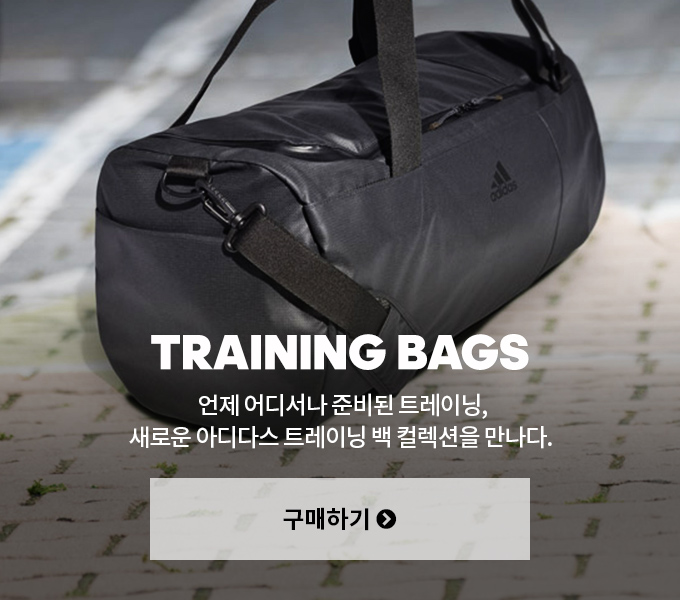 adidas
TRAINING BAGS
언제 어디서나 준비된 트레이닝,
새로운 아디다스 트레이닝 백 컬렉션을 만나다.
구매하기